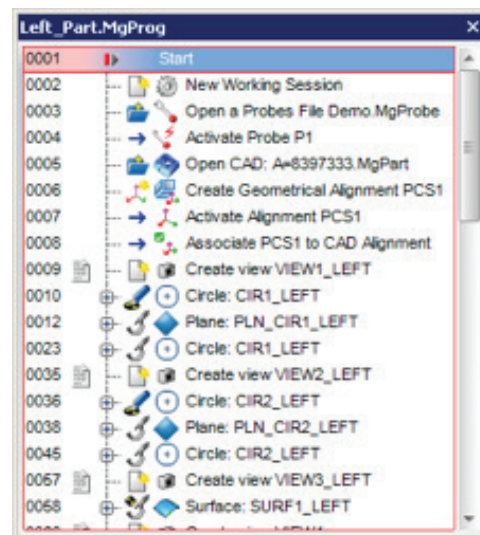 Left_Part.MgProg
0001 Start
0002 New Working Session
0003 Open a Probes File Demo.MgProbe
0004 Activate Probe P1
0005 Open CAD: A=8397333.MgPart
0006 Create Geometrical Alignment PCS1
0007 Activate Alignment PCS1
0008 Associate PCS1 to CAD Alignment
0009 Create view VIEW1_LEFT
0010 Circle: CIR1_LEFT
0012 Plane: PLN_CIR1_LEFT
0023 Circle: CIR1_LEFT
0035 Create view VIEW2_LEFT
0036 Circle: CIR2_LEFT
0038 Plane: PLN_CIR2_LEFT
0045 Circle: CIR2_LEFT
0057 Create view VIEW3_LEFT
0058 Surface: SURF1_LEFT